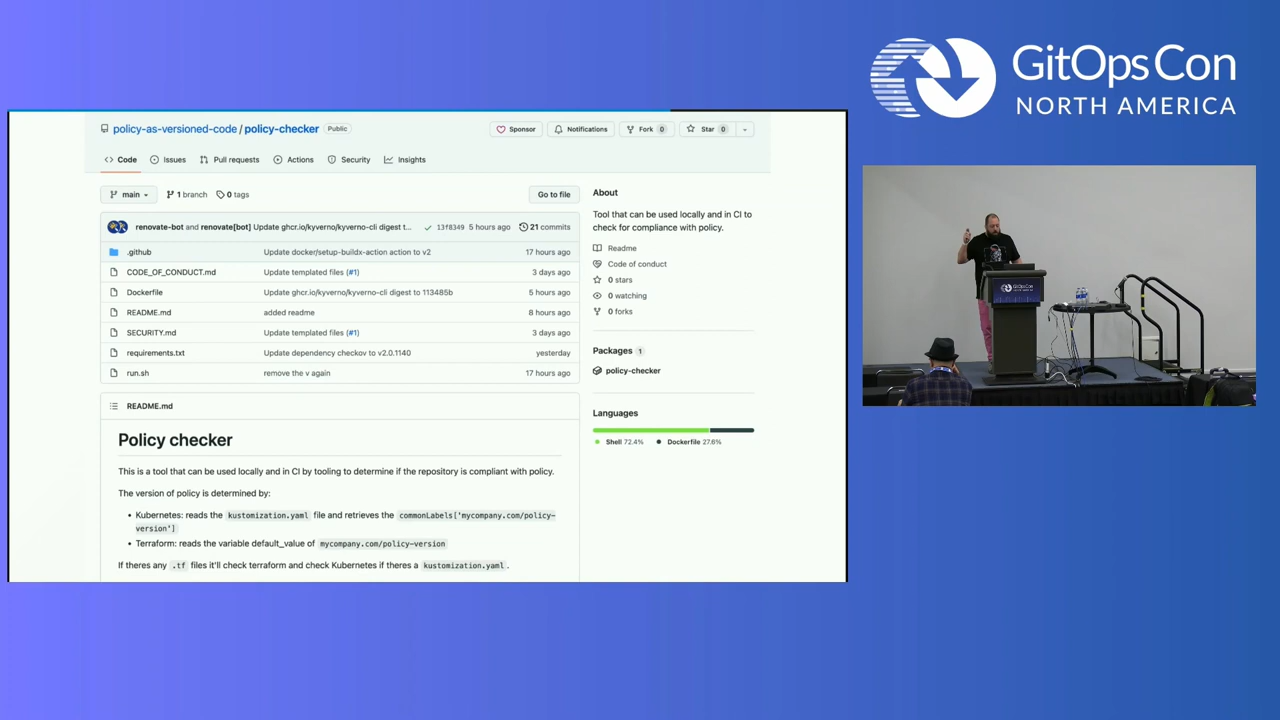 GitOpsCon
NORTH AMERICA
policy-as-versioned-code / policy-checker Public
Sponsor Notifications Fork 0 Star 0
Code Issues Pull requests Actions Security Insights
main 1 branch 0 tags Go to file
renovate-bot and renovate[bot] Update ghcr.io/kyverno/kyverno-cli digest t... 13f8349 5 hours ago 21 commits
.github Update docker/setup-buildx-action action to v2 17 hours ago
CODE_OF_CONDUCT.md Update templated files (#1) 3 days ago
Dockerfile Update ghcr.io/kyverno/kyverno-cli digest to 113485b 5 hours ago
README.md added readme 8 hours ago
SECURITY.md Update templated files (#1) 3 days ago
requirements.txt Update dependency checkov to v2.0.1140 yesterday
run.sh remove the v again 17 hours ago
README.md
Policy checker
This is a tool that can be used locally and in CI by tooling to determine if the repository is compliant with policy.
The version of policy is determined by:
• Kubernetes: reads the kustomization.yaml file and retrieves the commonLabels['mycompany.com/policy-
version']
• Terraform: reads the variable default_value of mycompany.com/policy-version
If theres any .tf files it'll check terraform and check Kubernetes if theres a kustomization.yaml.
About
Tool that can be used locally and in CI to
check for compliance with policy.
Readme
Code of conduct
0 stars
0 watching
0 forks
Packages 1
policy-checker
Languages
Shell 72.4% Dockerfile 27.6%
GitOpsCon